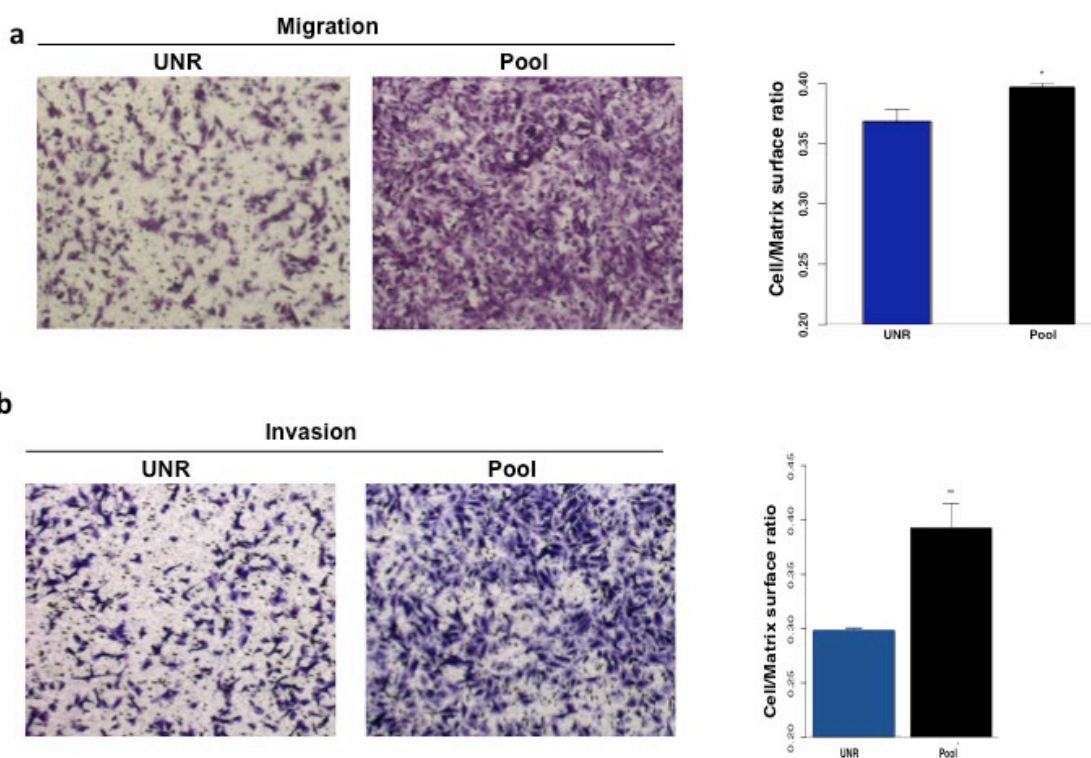 a
Migration
UNR
Pool
Cell/Matrix surface ratio
0.40
0.35
0.30
0.25
0.20
*
UNR
Pool
b
Invasion
UNR
Pool
Cell/Matrix surface ratio
0.45
0.40
0.35
0.30
0.25
0.20
**
UNR
Pool